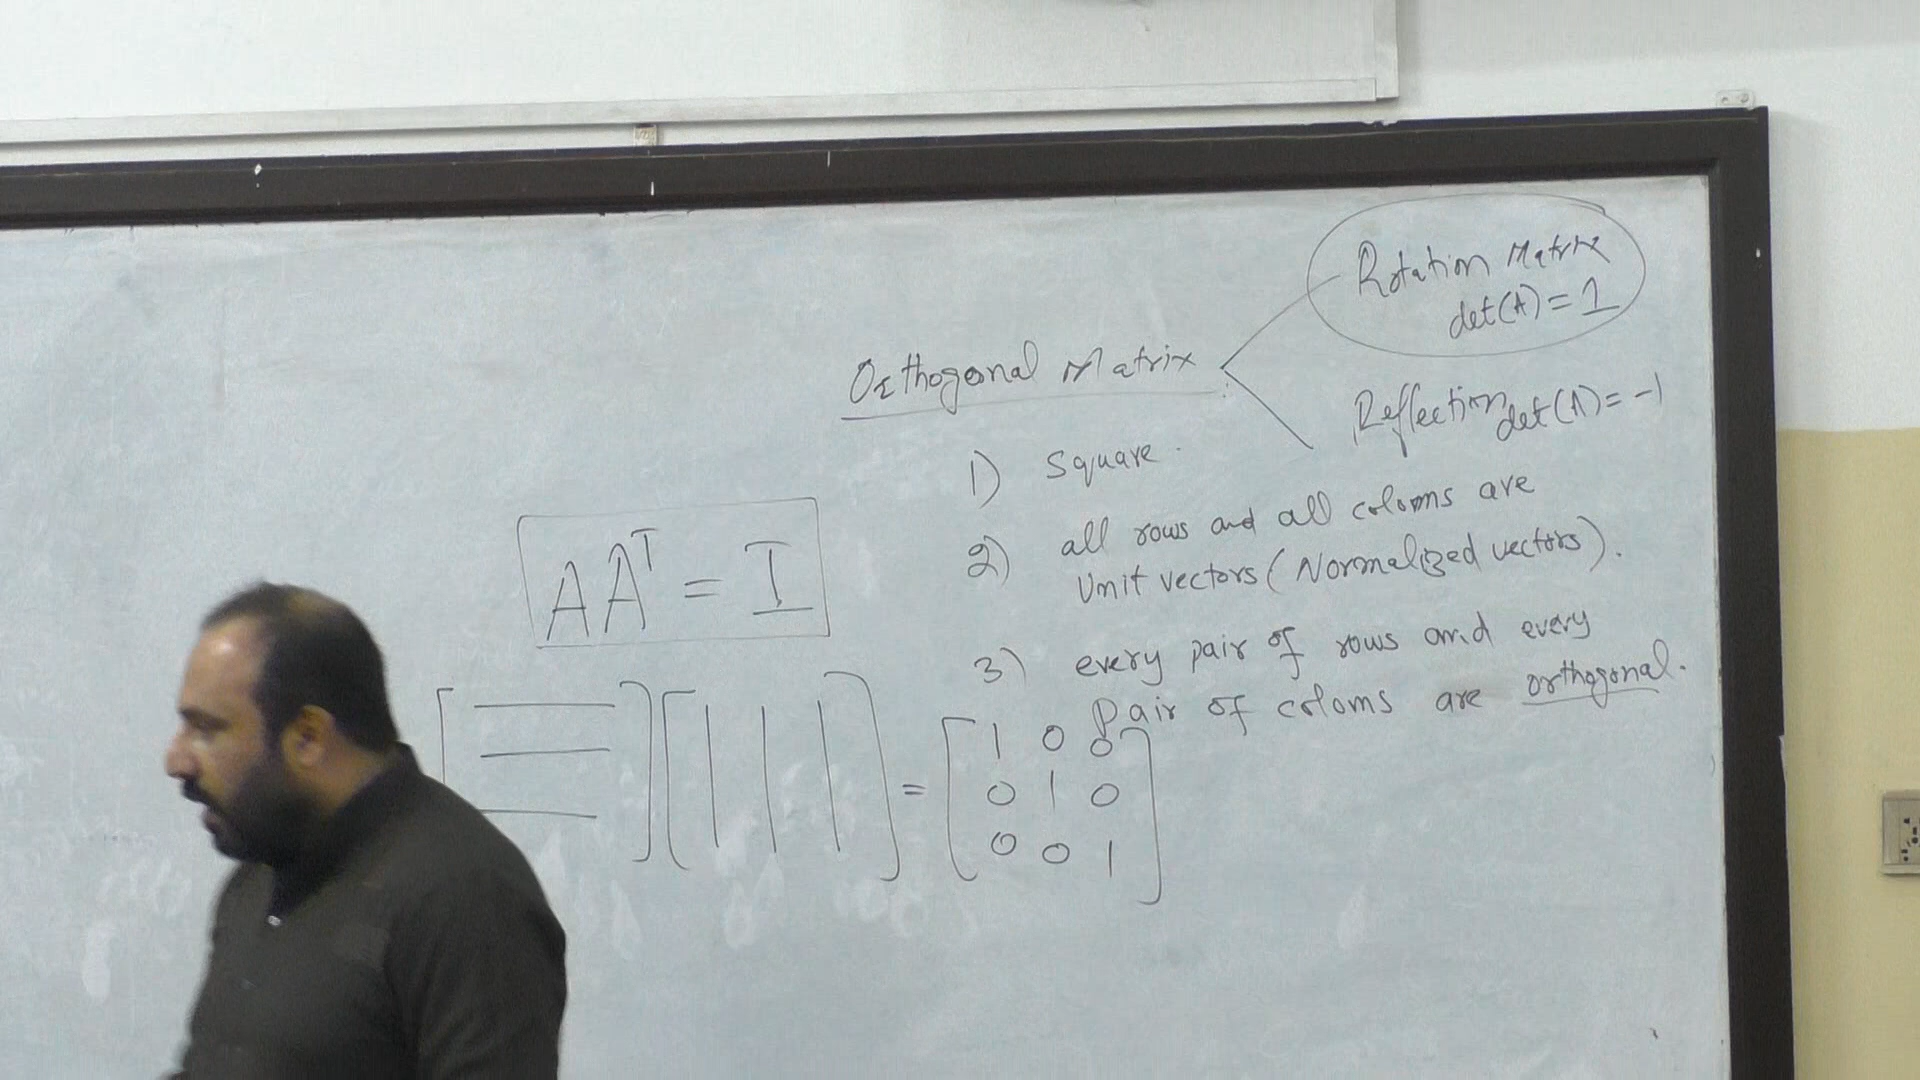 Rotation Matrix
det(A) = 1
Orthogonal Matrix
Reflection det(A) = -1
1) Square.
2) all rows and all coloms are
Unit vectors (Normalized vectors).
3) every pair of rows and every
Pair of coloms are orthogonal.
AAᵀ = I
=
1 0 0
0 1 0
0 0 1